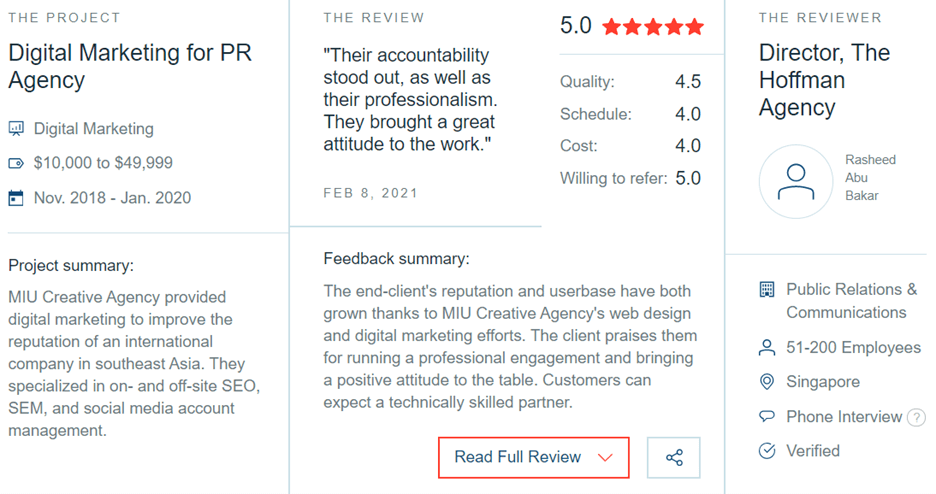 THE PROJECT
Digital Marketing for PR
Agency
Digital Marketing
$10,000 to $49,999
Nov. 2018 - Jan. 2020
Project summary:
MIU Creative Agency provided
digital marketing to improve the
reputation of an international
company in southeast Asia. They
specialized in on- and off-site SEO,
SEM, and social media account
management.
THE REVIEW
"Their accountability
stood out, as well as
their professionalism.
They brought a great
attitude to the work."
FEB 8, 2021
5.0
Quality: 4.5
Schedule: 4.0
Cost: 4.0
Willing to refer: 5.0
Feedback summary:
The end-client's reputation and userbase have both
grown thanks to MIU Creative Agency's web design
and digital marketing efforts. The client praises them
for running a professional engagement and bringing
a positive attitude to the table. Customers can
expect a technically skilled partner.
Read Full Review
THE REVIEWER
Director, The
Hoffman
Agency
Rasheed
Abu
Bakar
Public Relations &
Communications
51-200 Employees
Singapore
Phone Interview ?
Verified